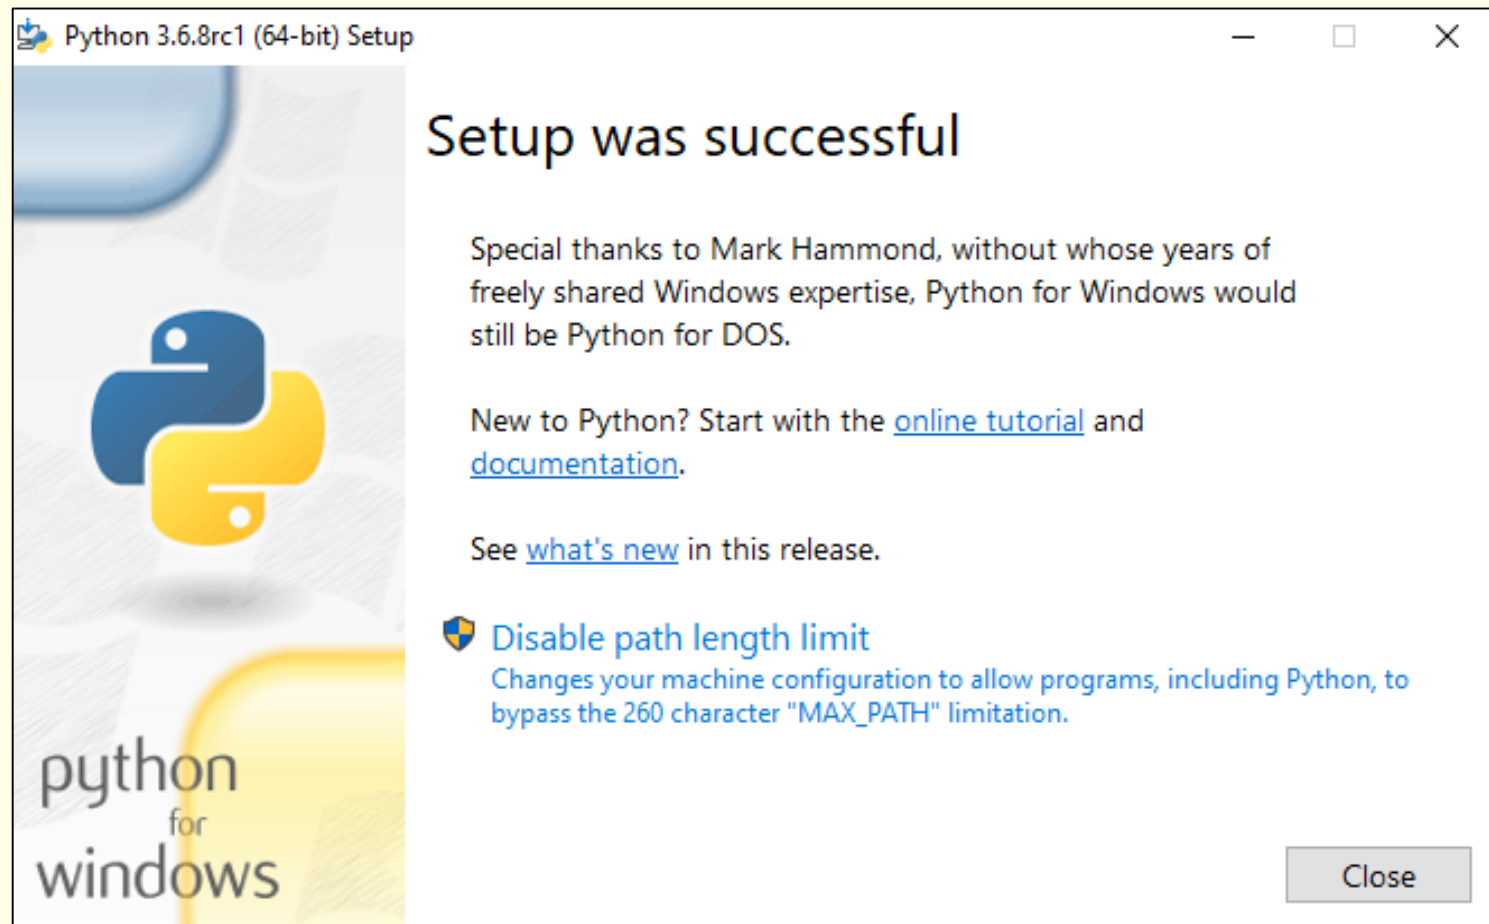 Python 3.6.8rc1 (64-bit) Setup
Setup was successful
Special thanks to Mark Hammond, without whose years of
freely shared Windows expertise, Python for Windows would
still be Python for DOS.
New to Python? Start with the online tutorial and
documentation.
See what's new in this release.
Disable path length limit
Changes your machine configuration to allow programs, including Python, to
bypass the 260 character "MAX_PATH" limitation.
python
for
windows
Close